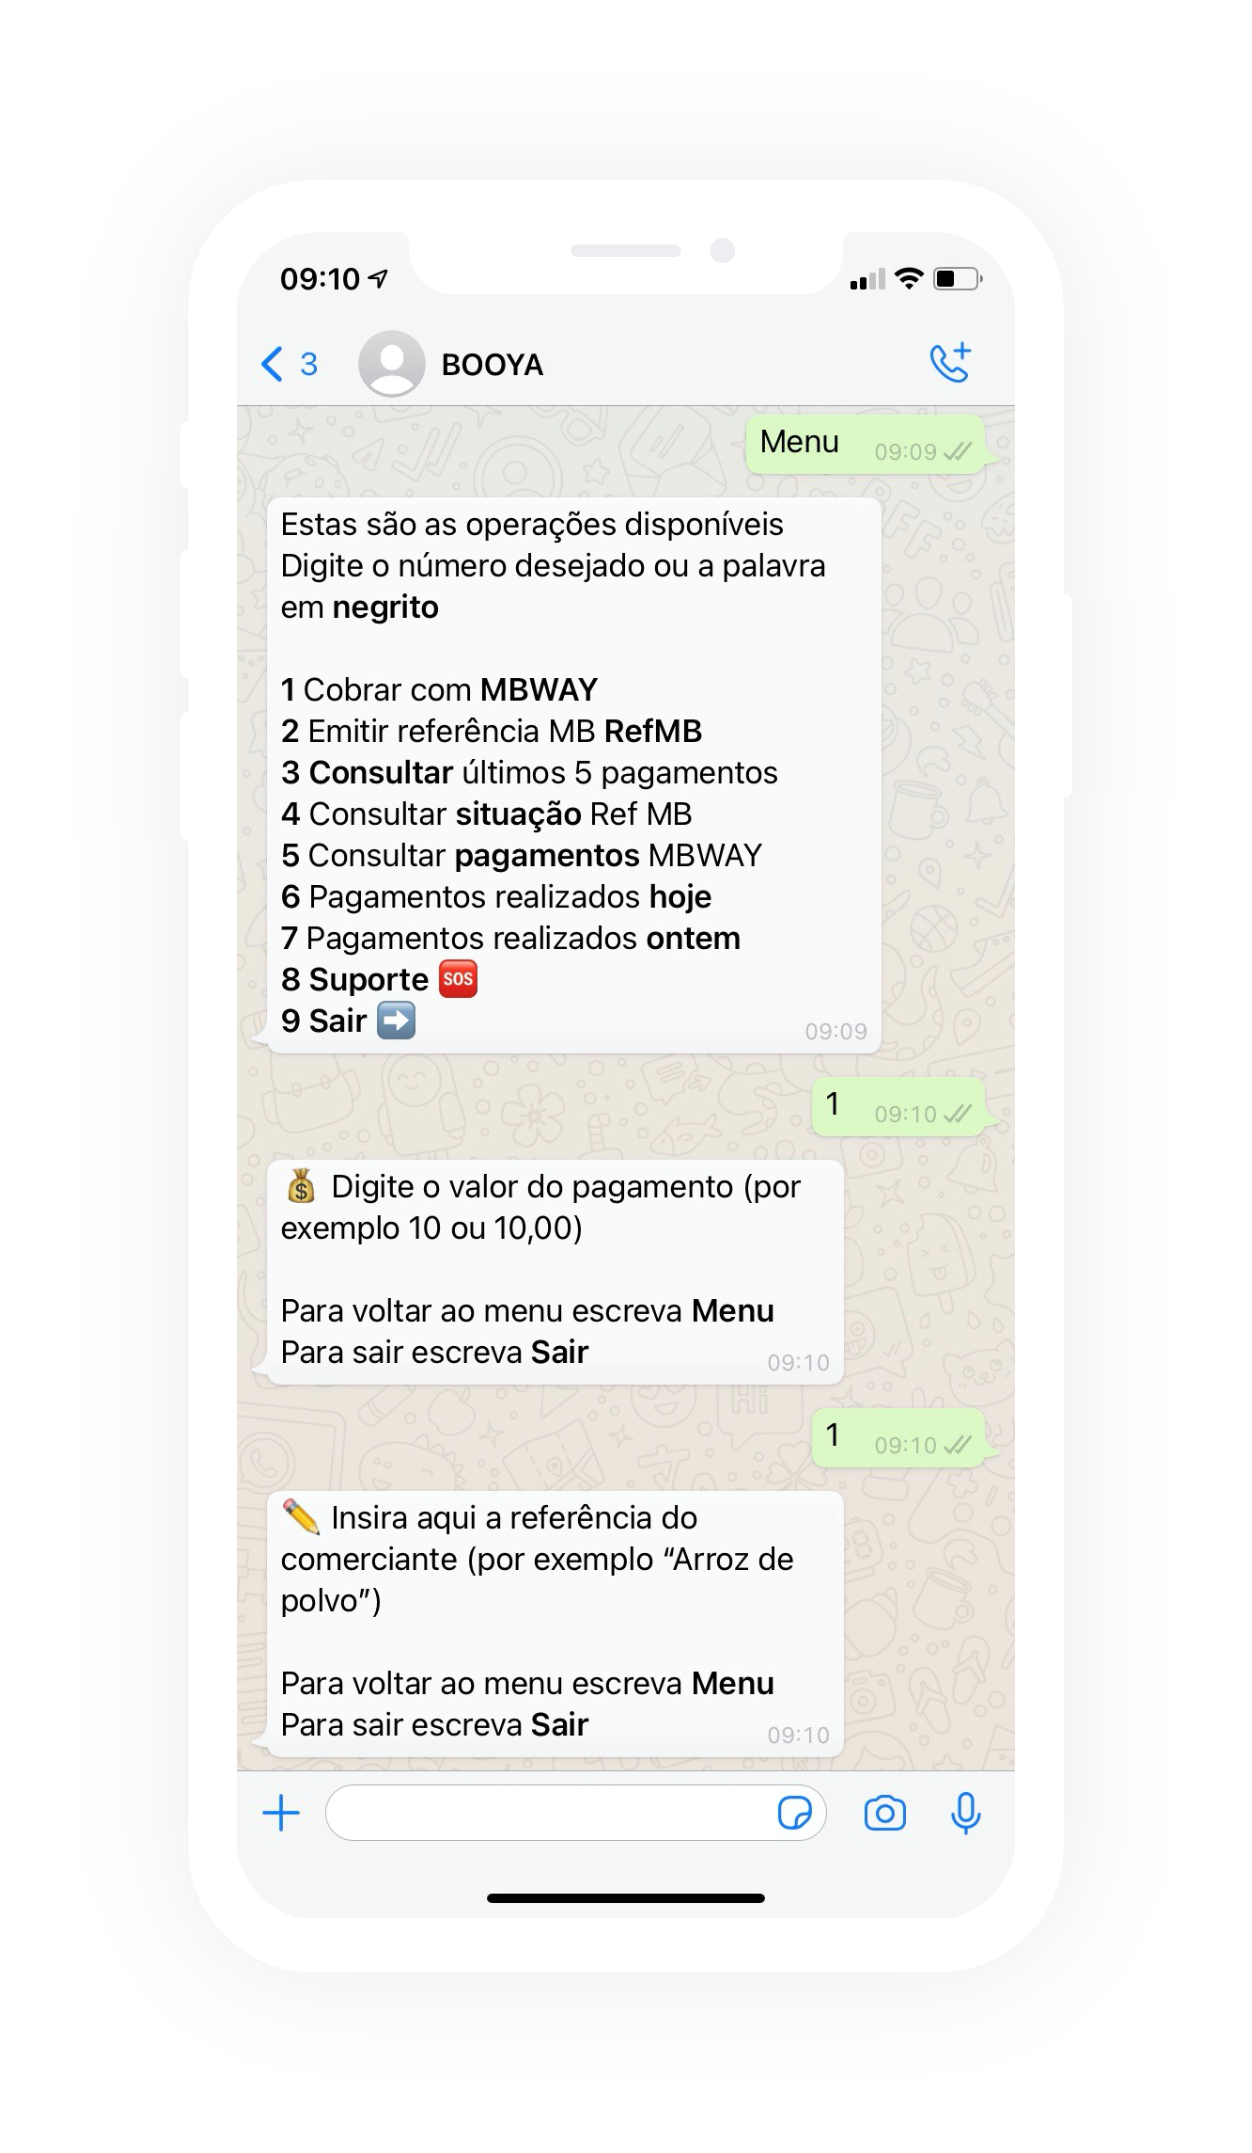 09:10
3 BOOYA
Menu 09:09
Estas são as operações disponíveis
Digite o número desejado ou a palavra
em negrito
1 Cobrar com MBWAY
2 Emitir referência MB RefMB
3 Consultar últimos 5 pagamentos
4 Consultar situação Ref MB
5 Consultar pagamentos MBWAY
6 Pagamentos realizados hoje
7 Pagamentos realizados ontem
8 Suporte 🆘
9 Sair ➡️
09:09
1 09:10
💰 Digite o valor do pagamento (por
exemplo 10 ou 10,00)
Para voltar ao menu escreva Menu
Para sair escreva Sair
09:10
1 09:10
✏️ Insira aqui a referência do
comerciante (por exemplo “Arroz de
polvo”)
Para voltar ao menu escreva Menu
Para sair escreva Sair
09:10